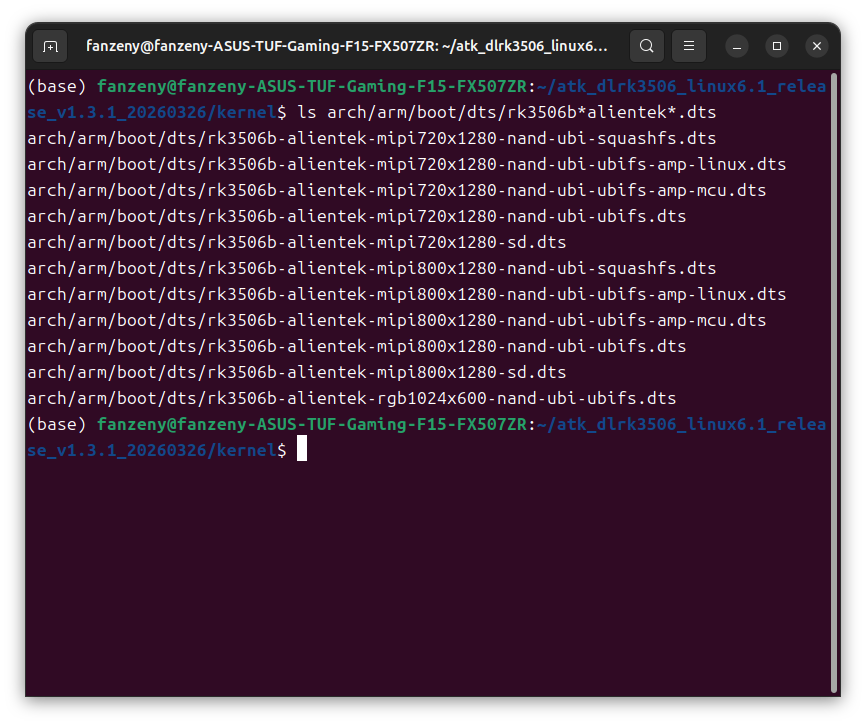 fanzeny@fanzeny-ASUS-TUF-Gaming-F15-FX507ZR: ~/atk_dlrk3506_linux6...
(base) fanzeny@fanzeny-ASUS-TUF-Gaming-F15-FX507ZR:~/atk_dlrk3506_linux6.1_relea
se_v1.3.1_20260326/kernel$ ls arch/arm/boot/dts/rk3506b*alientek*.dts
arch/arm/boot/dts/rk3506b-alientek-mipi720x1280-nand-ubi-squashfs.dts
arch/arm/boot/dts/rk3506b-alientek-mipi720x1280-nand-ubi-ubifs-amp-linux.dts
arch/arm/boot/dts/rk3506b-alientek-mipi720x1280-nand-ubi-ubifs-amp-mcu.dts
arch/arm/boot/dts/rk3506b-alientek-mipi720x1280-nand-ubi-ubifs.dts
arch/arm/boot/dts/rk3506b-alientek-mipi720x1280-sd.dts
arch/arm/boot/dts/rk3506b-alientek-mipi800x1280-nand-ubi-squashfs.dts
arch/arm/boot/dts/rk3506b-alientek-mipi800x1280-nand-ubi-ubifs-amp-linux.dts
arch/arm/boot/dts/rk3506b-alientek-mipi800x1280-nand-ubi-ubifs-amp-mcu.dts
arch/arm/boot/dts/rk3506b-alientek-mipi800x1280-nand-ubi-ubifs.dts
arch/arm/boot/dts/rk3506b-alientek-mipi800x1280-sd.dts
arch/arm/boot/dts/rk3506b-alientek-rgb1024x600-nand-ubi-ubifs.dts
(base) fanzeny@fanzeny-ASUS-TUF-Gaming-F15-FX507ZR:~/atk_dlrk3506_linux6.1_relea
se_v1.3.1_20260326/kernel$